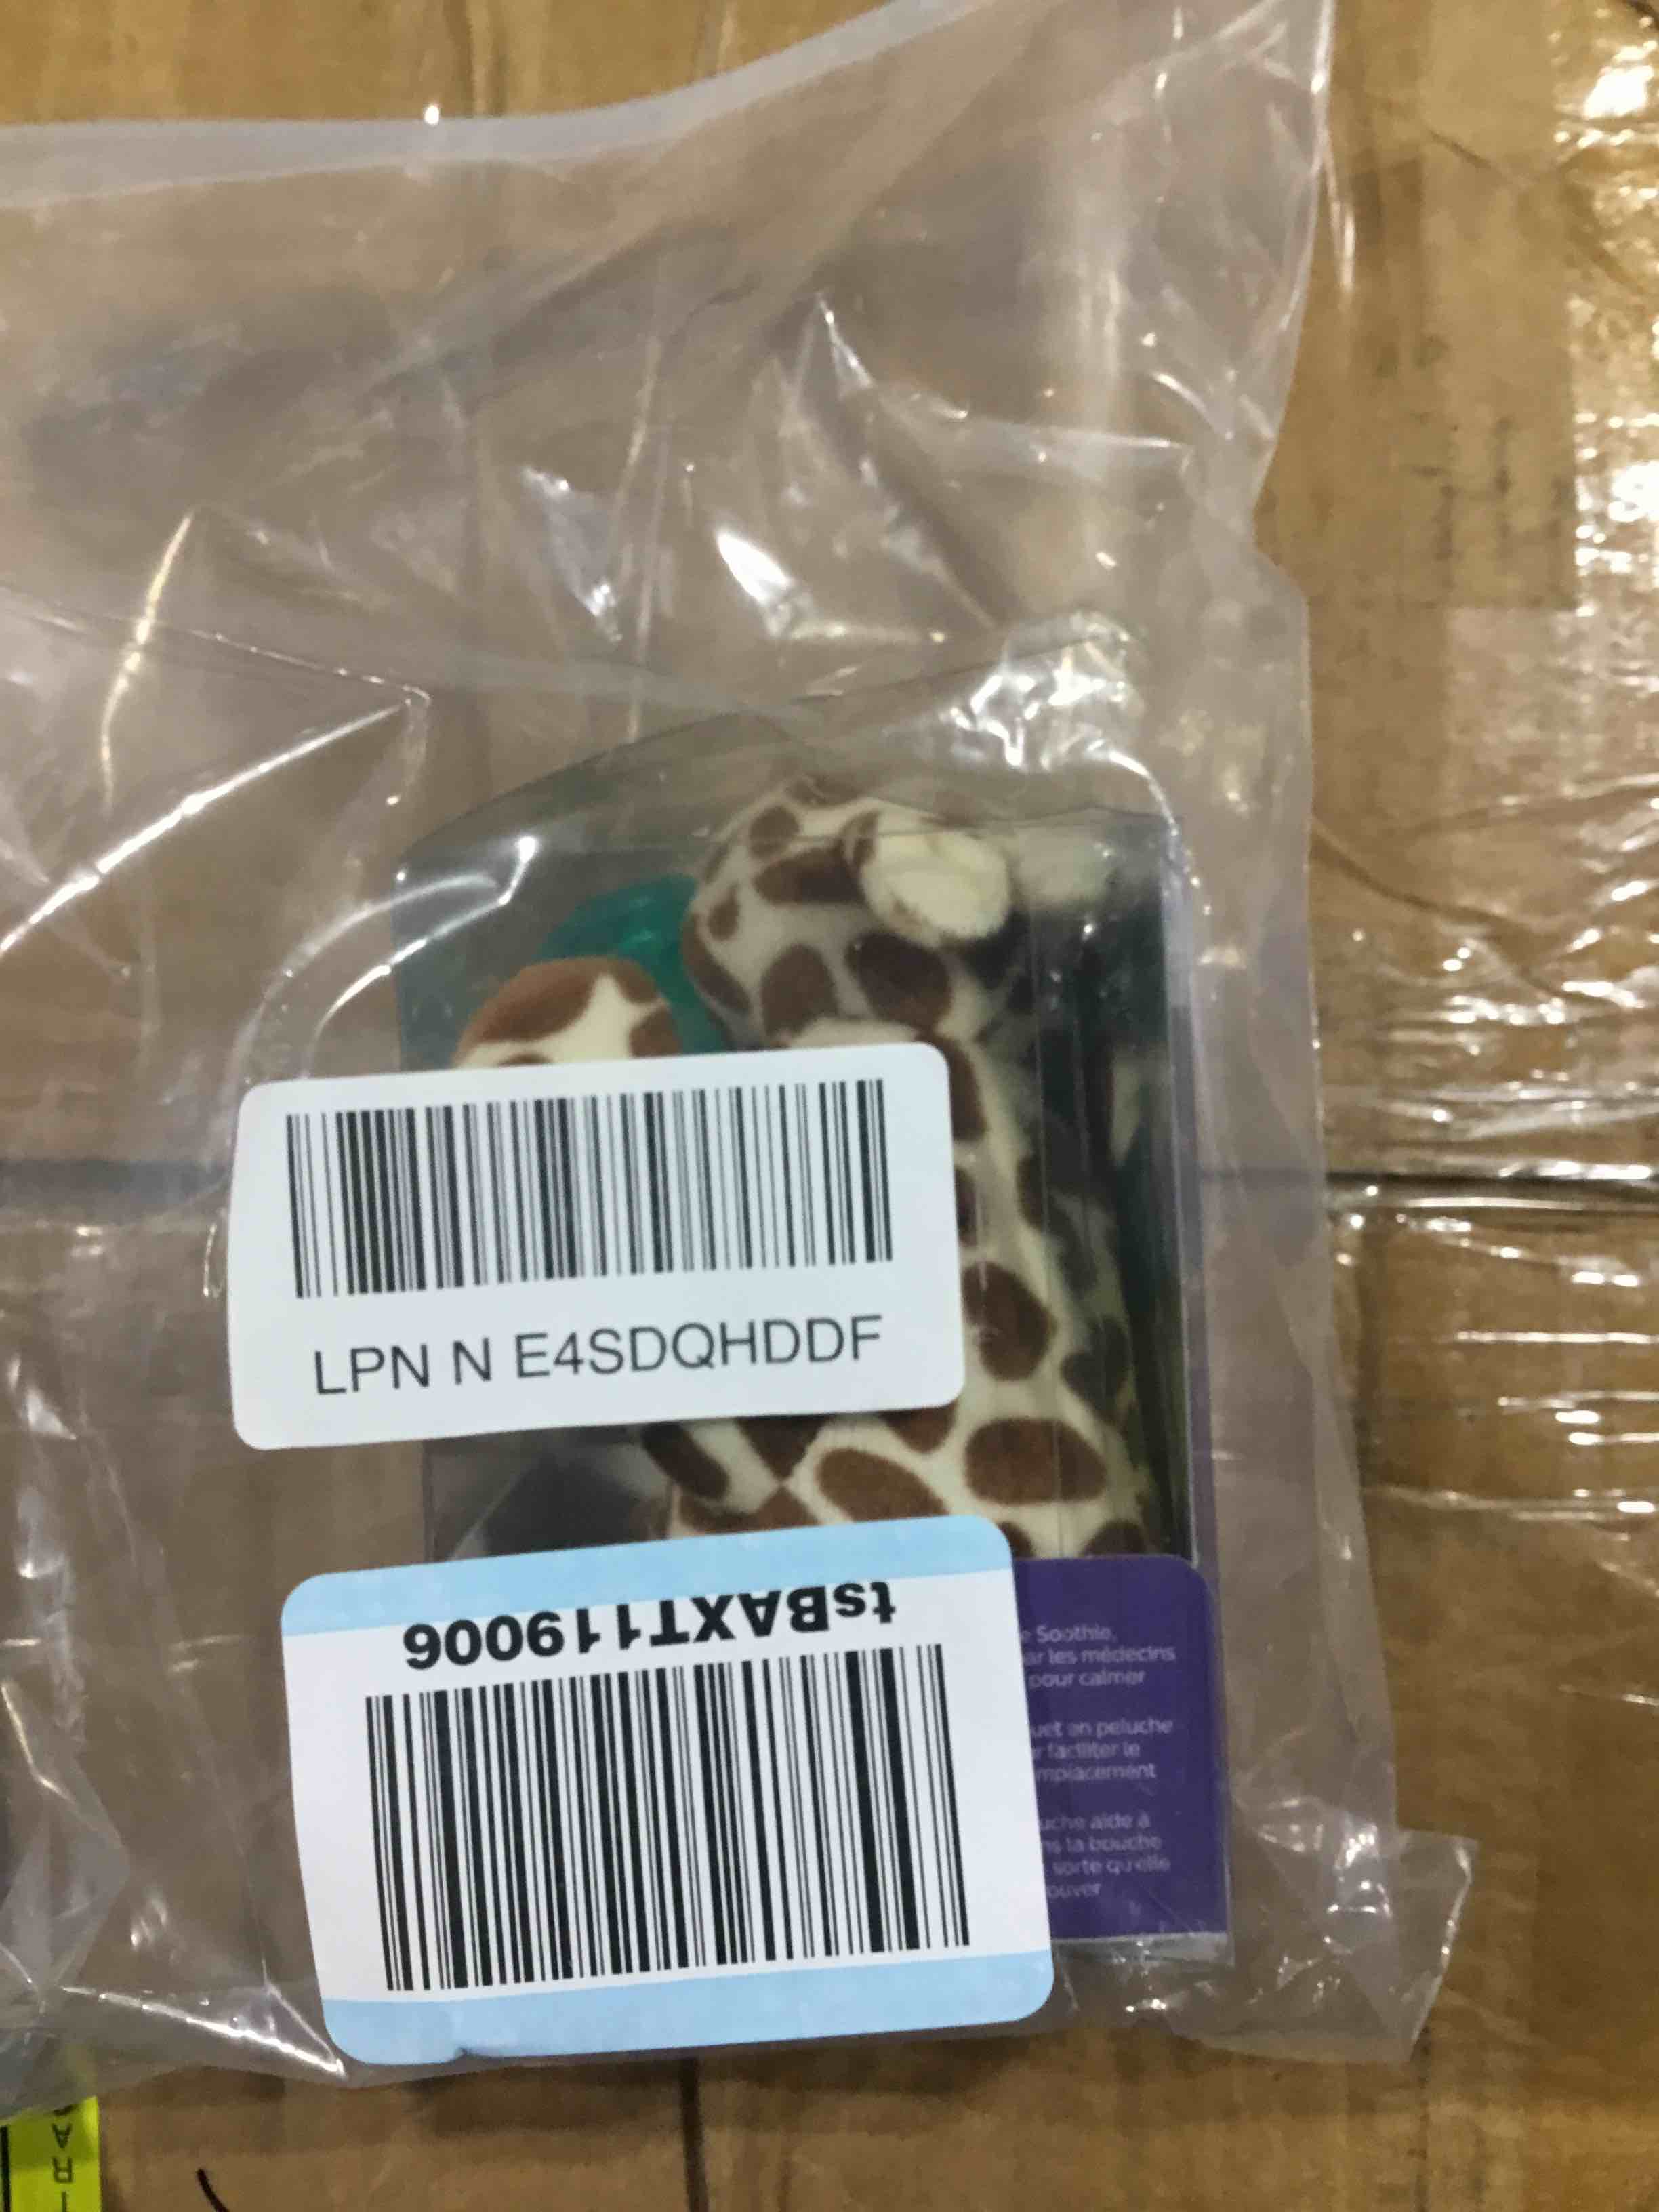 LPN N E4SDQHDDF
tsBAXT119006
e Soothie,
ar les médecins
pour calmer
uet en peluche
r faciliter le
mplacement
uche aide à
ns la bouche
sorte qu'elle
ouver